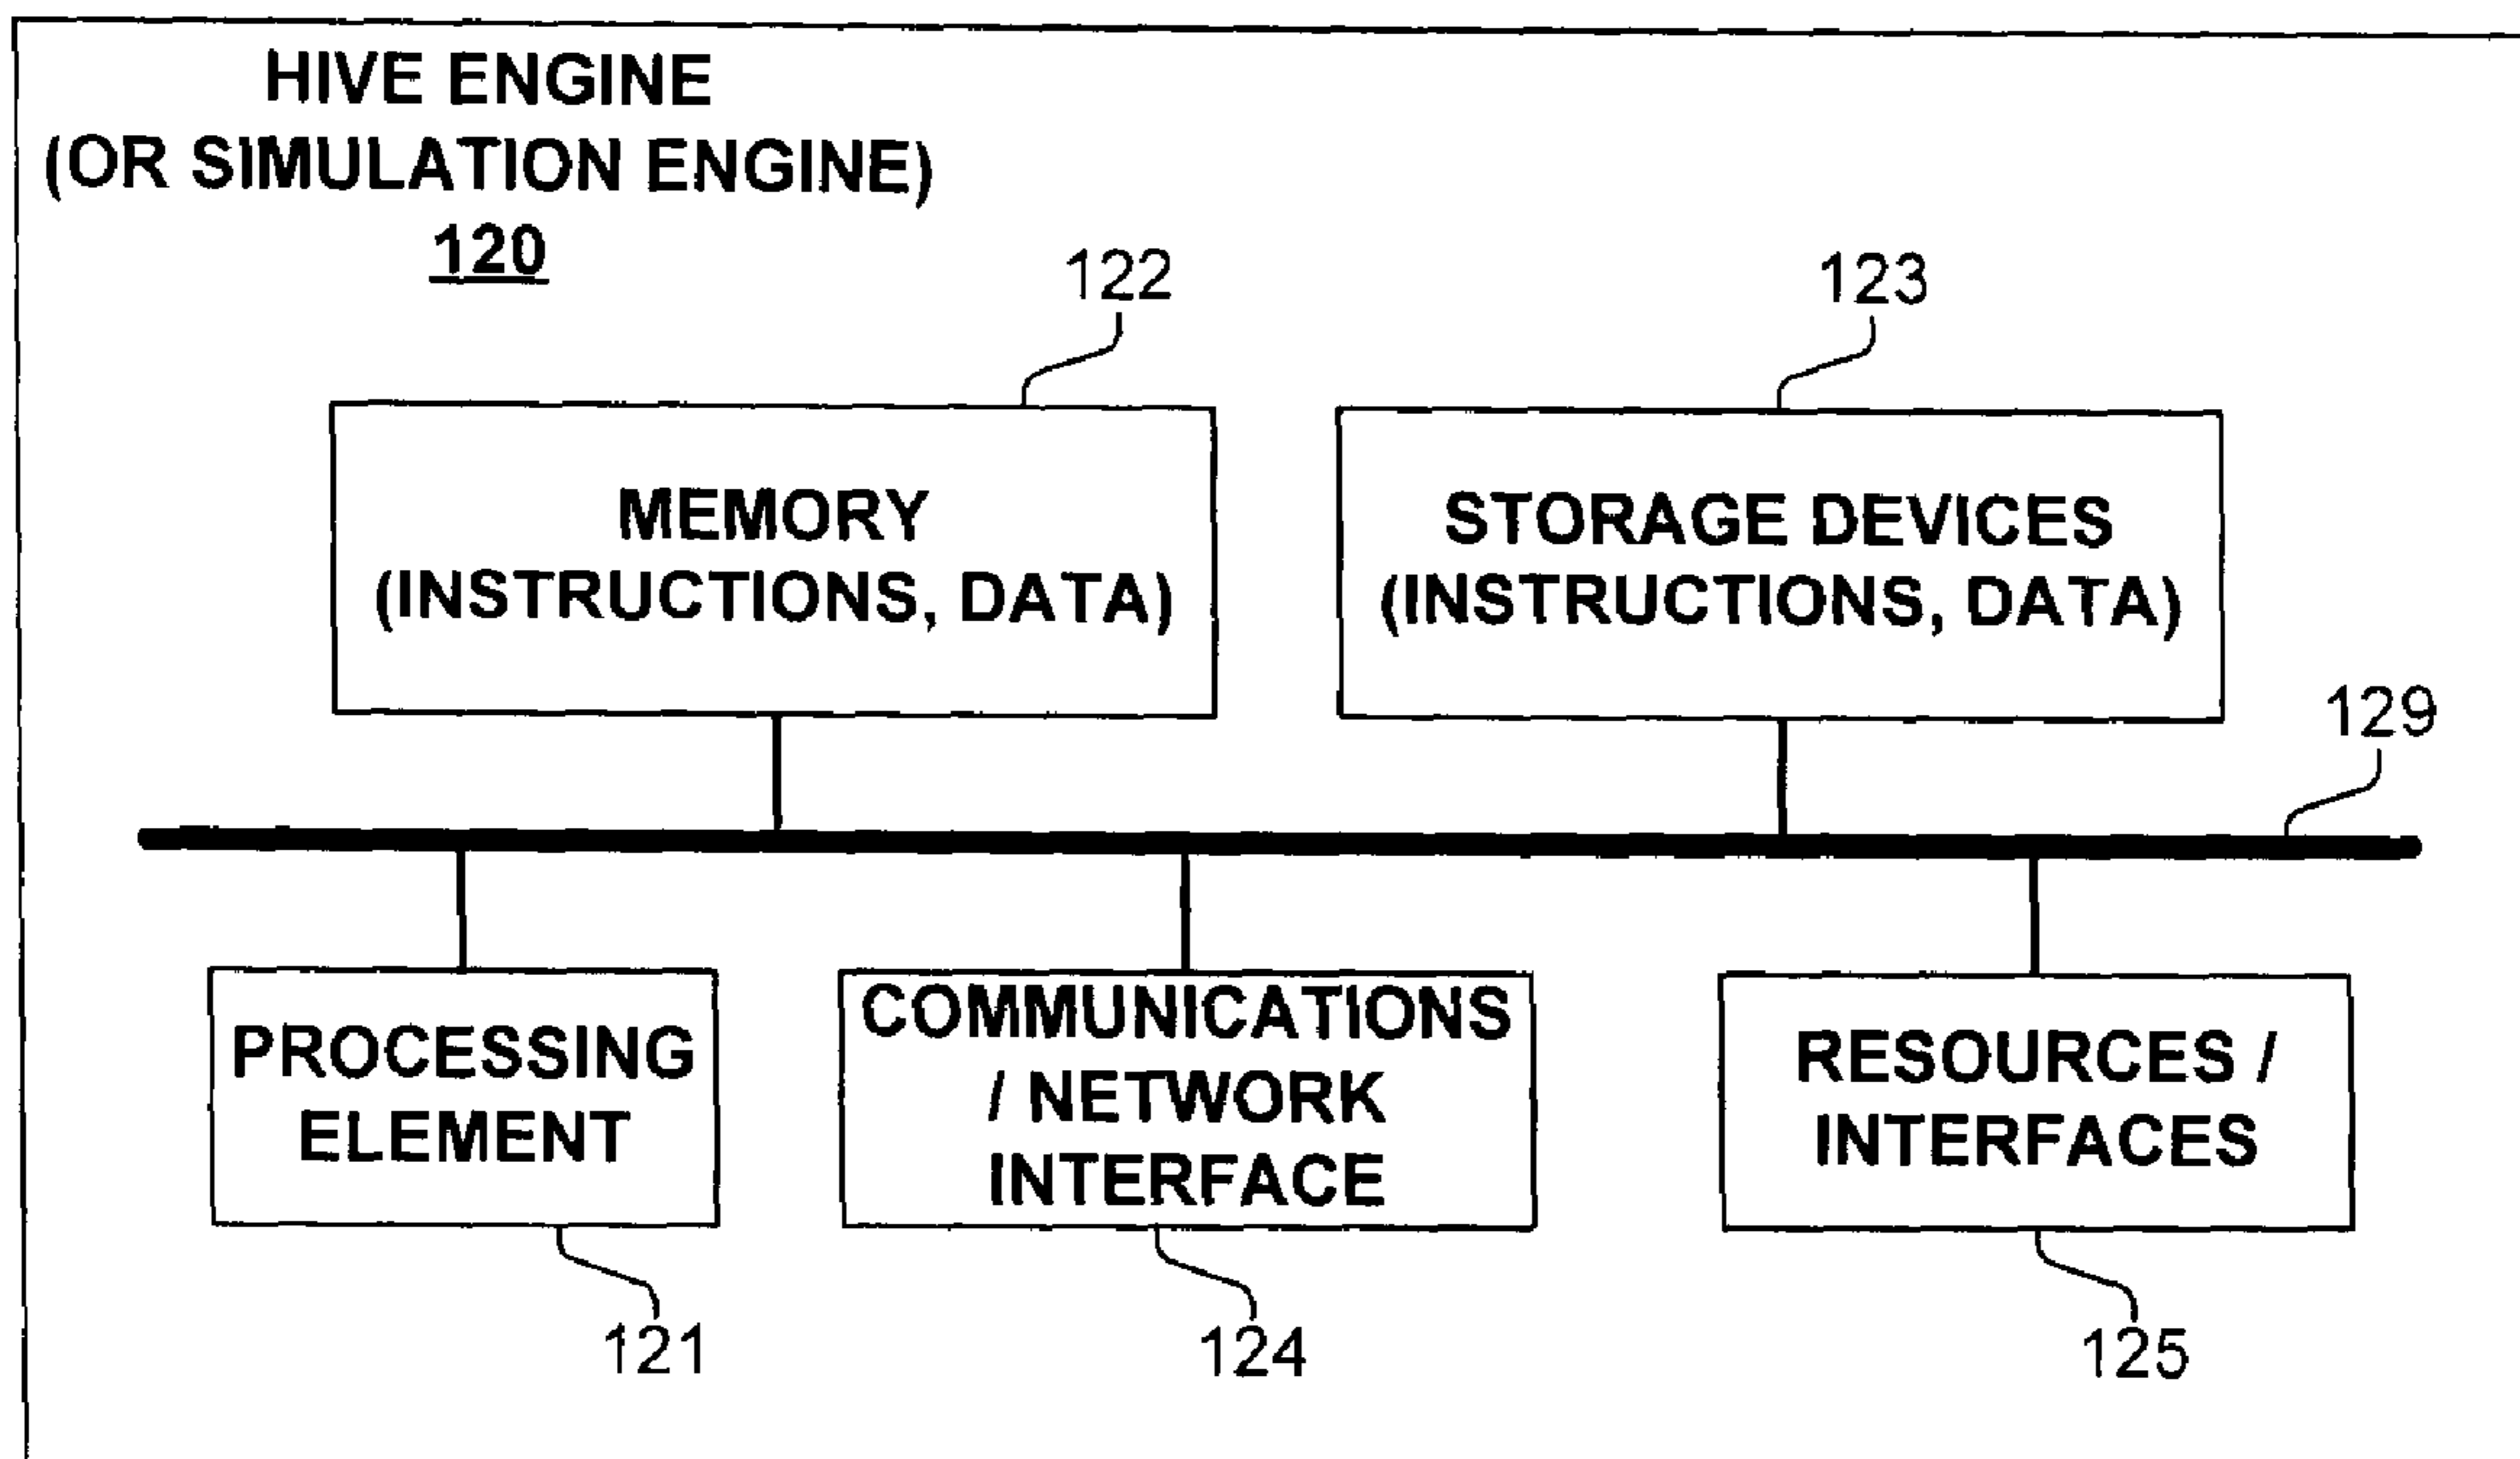 HIVE ENGINE
(OR SIMULATION ENGINE)
120
122
123
MEMORY
(INSTRUCTIONS, DATA)
STORAGE DEVICES
(INSTRUCTIONS, DATA)
129
PROCESSING
ELEMENT
COMMUNICATIONS
/ NETWORK
INTERFACE
RESOURCES /
INTERFACES
121
124
125